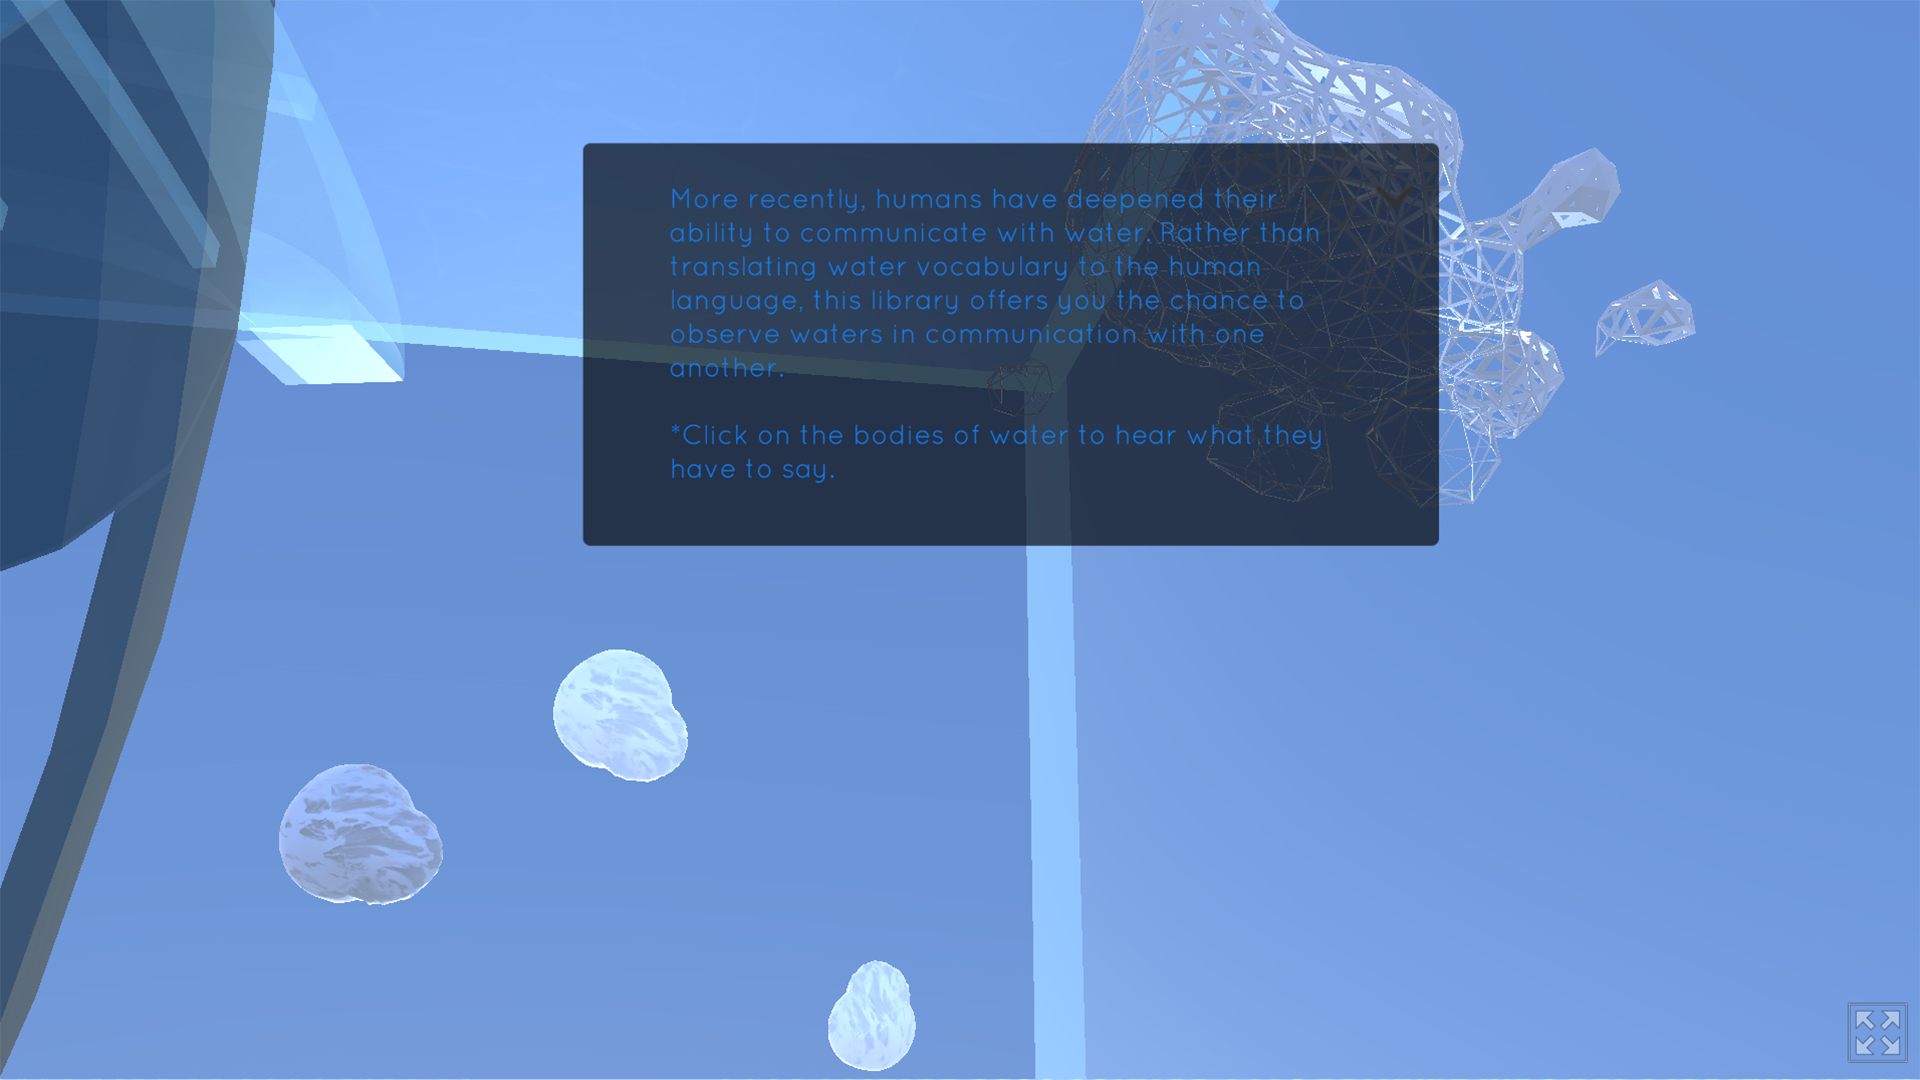 More recently, humans have deepened their
ability to communicate with water. Rather than
translating water vocabulary to the human
language, this library offers you the chance to
observe waters in communication with one
another.
*Click on the bodies of water to hear what they
have to say.